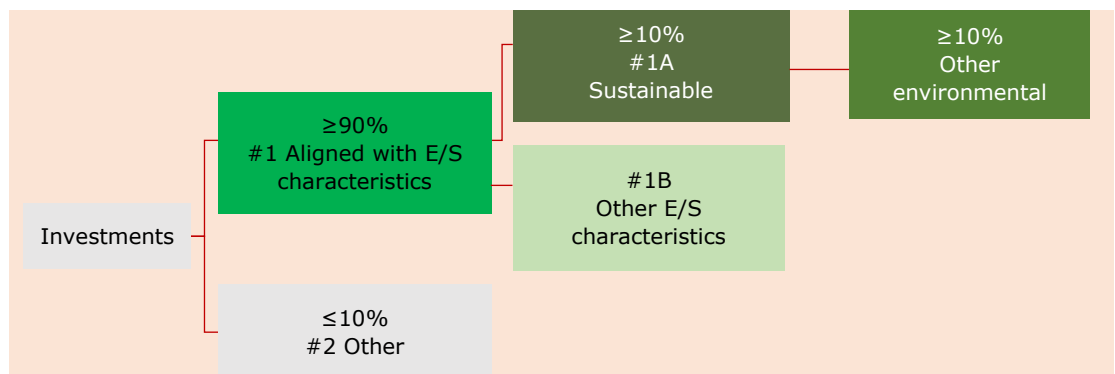 Investments
≥90%
#1 Aligned with E/S
characteristics
≤10%
#2 Other
≥10%
#1A
Sustainable
#1B
Other E/S
characteristics
≥10%
Other
environmental